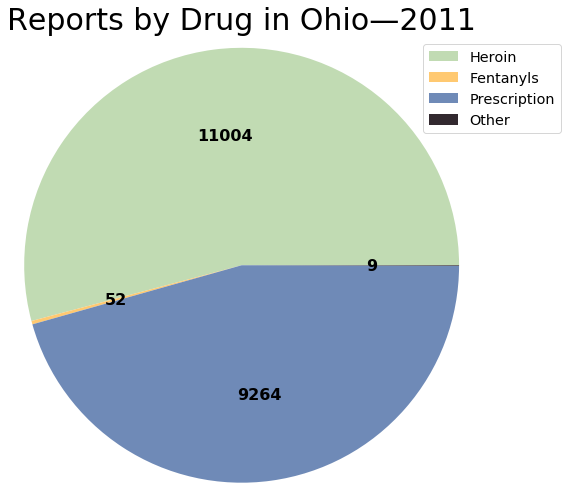 Reports by Drug in Ohio—2011
Heroin
Fentanyls
Prescription
Other
11004
9
52
9264